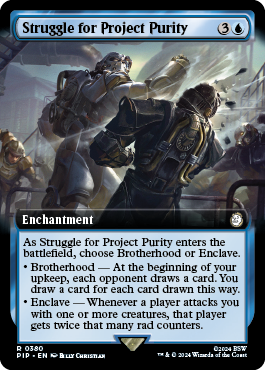 Struggle for Project Purity 3
Enchantment
As Struggle for Project Purity enters the
battlefield, choose Brotherhood or Enclave.
• Brotherhood — At the beginning of your
upkeep, each opponent draws a card. You
draw a card for each card drawn this way.
• Enclave — Whenever a player attacks you
with one or more creatures, that player
gets twice that many rad counters.
R 0380
PIP • EN Billy Christian
©2024 BSW
™ & © 2024 Wizards of the Coast